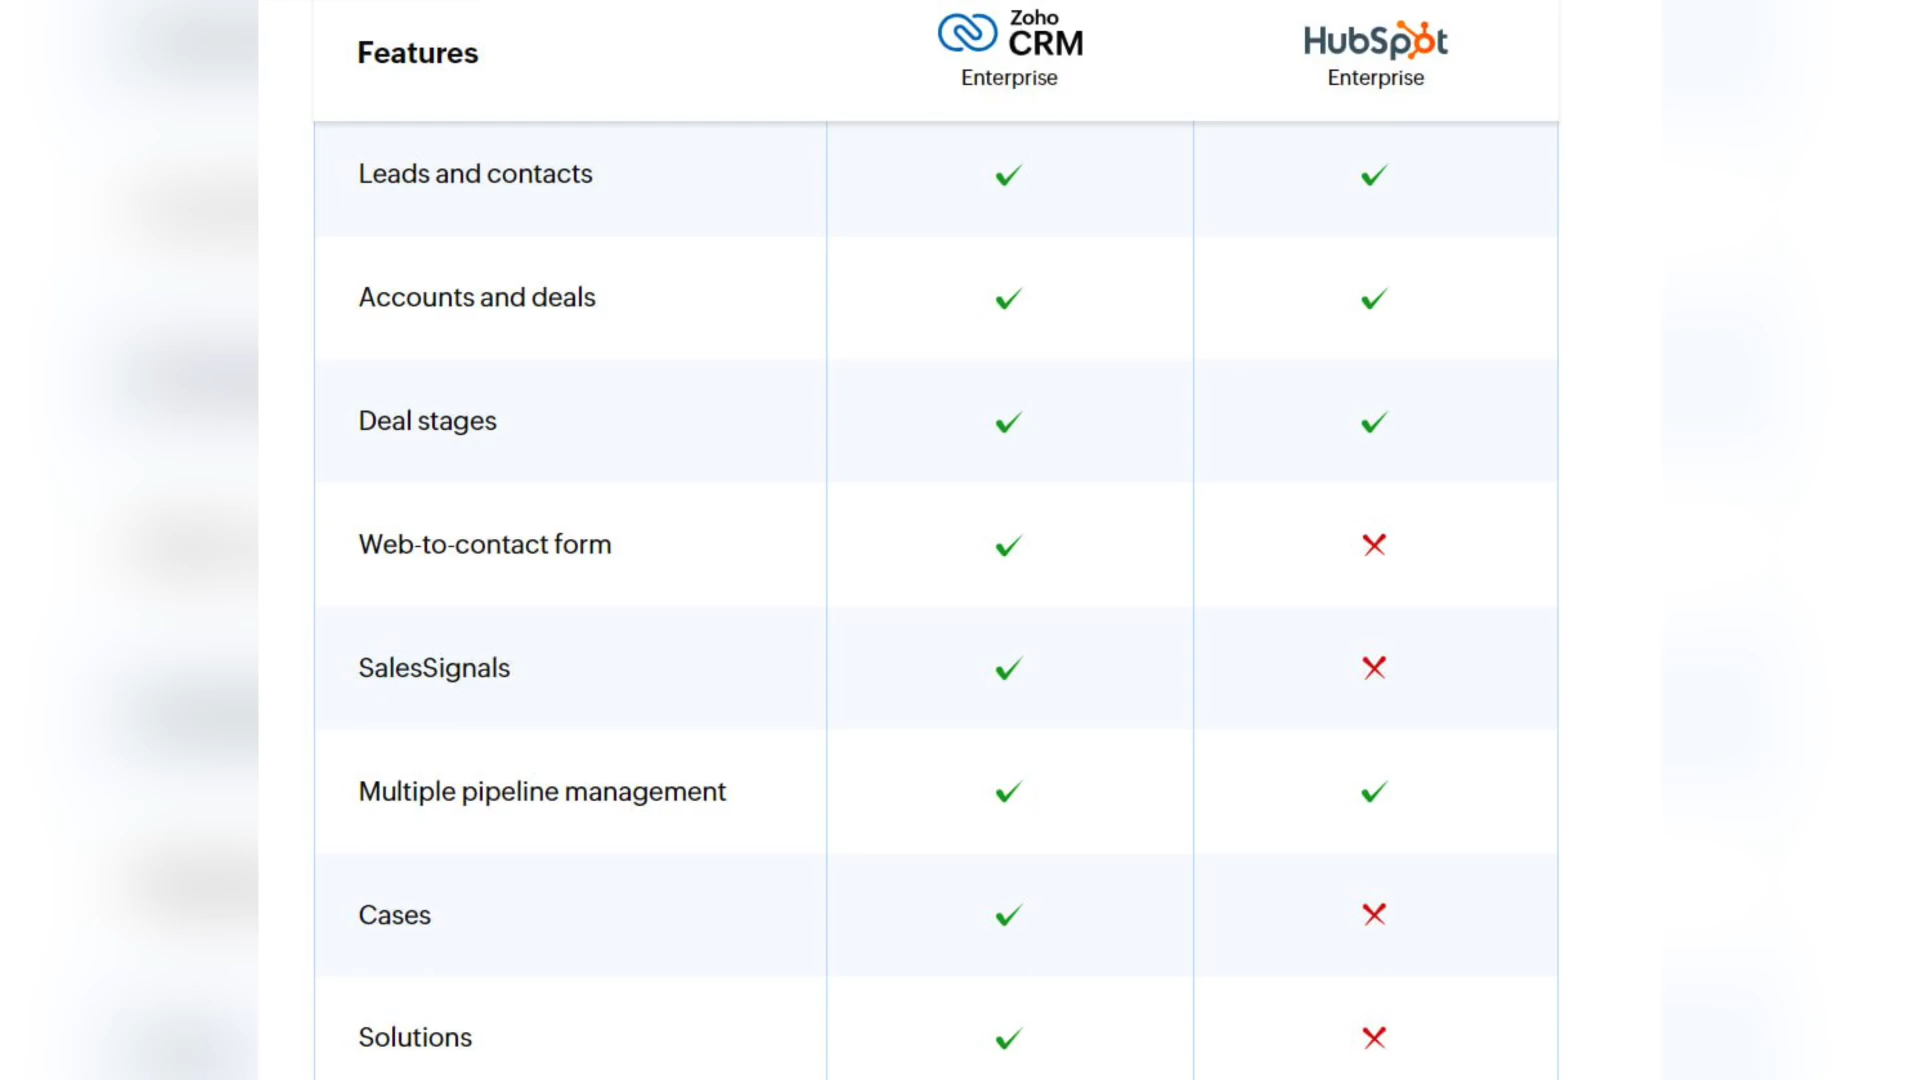 Features
Zoho
CRM
Enterprise
HubSpot
Enterprise
Leads and contacts
Accounts and deals
Deal stages
Web-to-contact form
SalesSignals
Multiple pipeline management
Cases
Solutions